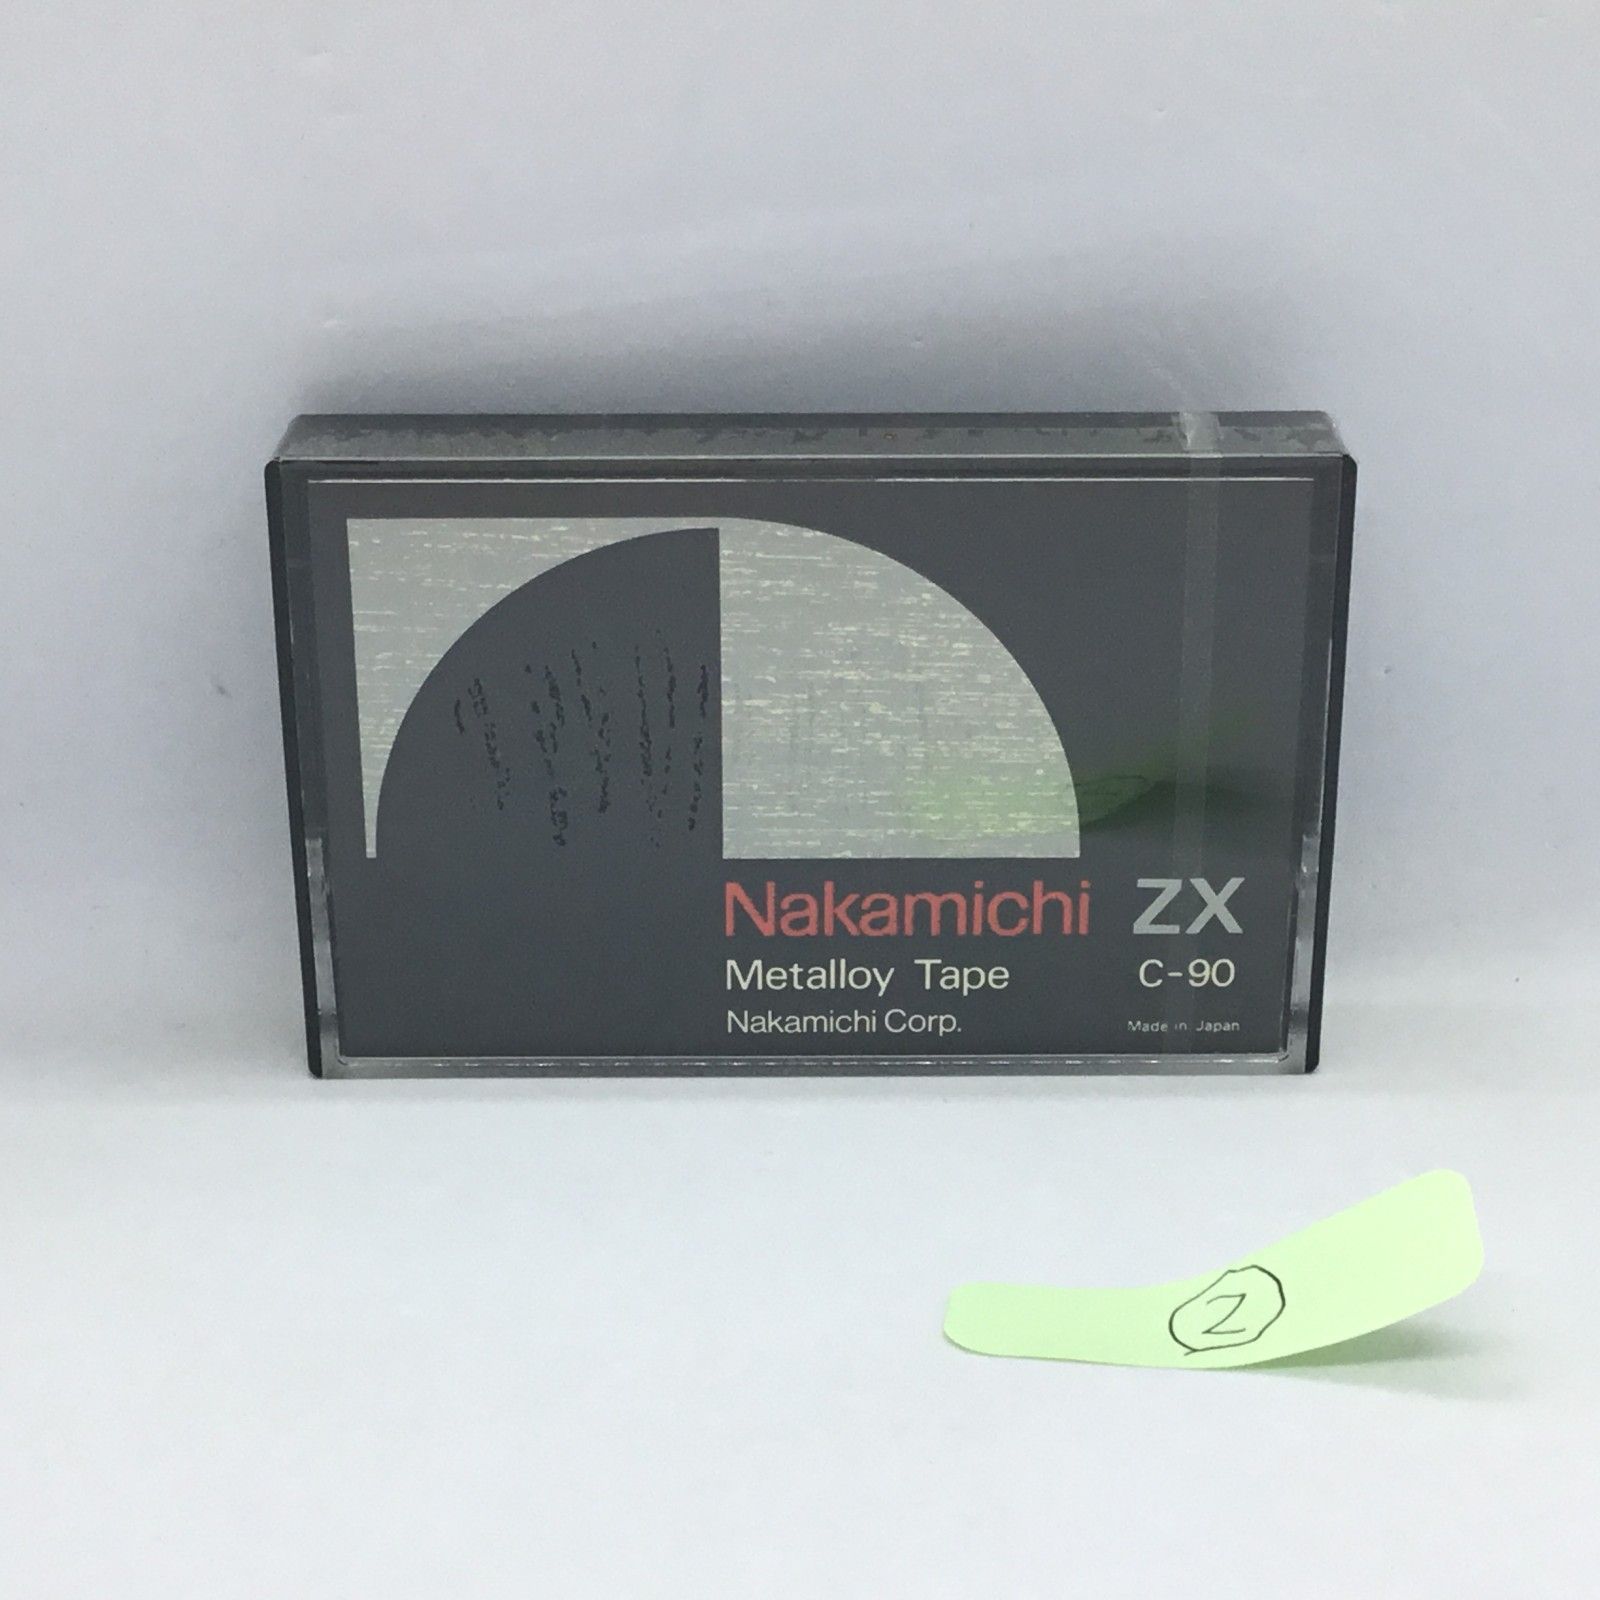 Nakamichi ZX
Metalloy Tape C-90
Nakamichi Corp. Made in Japan
2